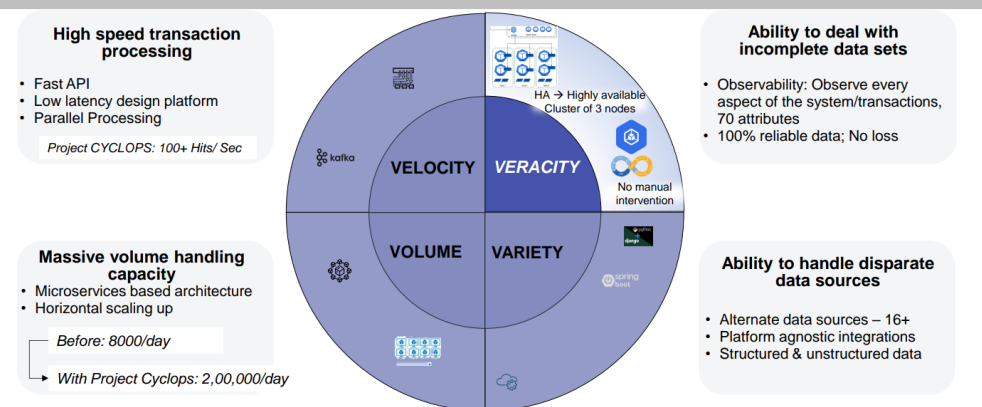 High speed transaction
processing
• Fast API
• Low latency design platform
• Parallel Processing
Project CYCLOPS: 100+ Hits/ Sec
Massive volume handling
capacity
• Microservices based architecture
• Horizontal scaling up
Before: 8000/day
With Project Cyclops: 2,00,000/day
kafka
VELOCITY
VERACITY
VOLUME
VARIETY
HA → Highly available
Cluster of 3 nodes
No manual
intervention
python
django
spring
boot
Ability to deal with
incomplete data sets
• Observability: Observe every
aspect of the system/transactions,
70 attributes
• 100% reliable data; No loss
Ability to handle disparate
data sources
• Alternate data sources – 16+
• Platform agnostic integrations
• Structured & unstructured data